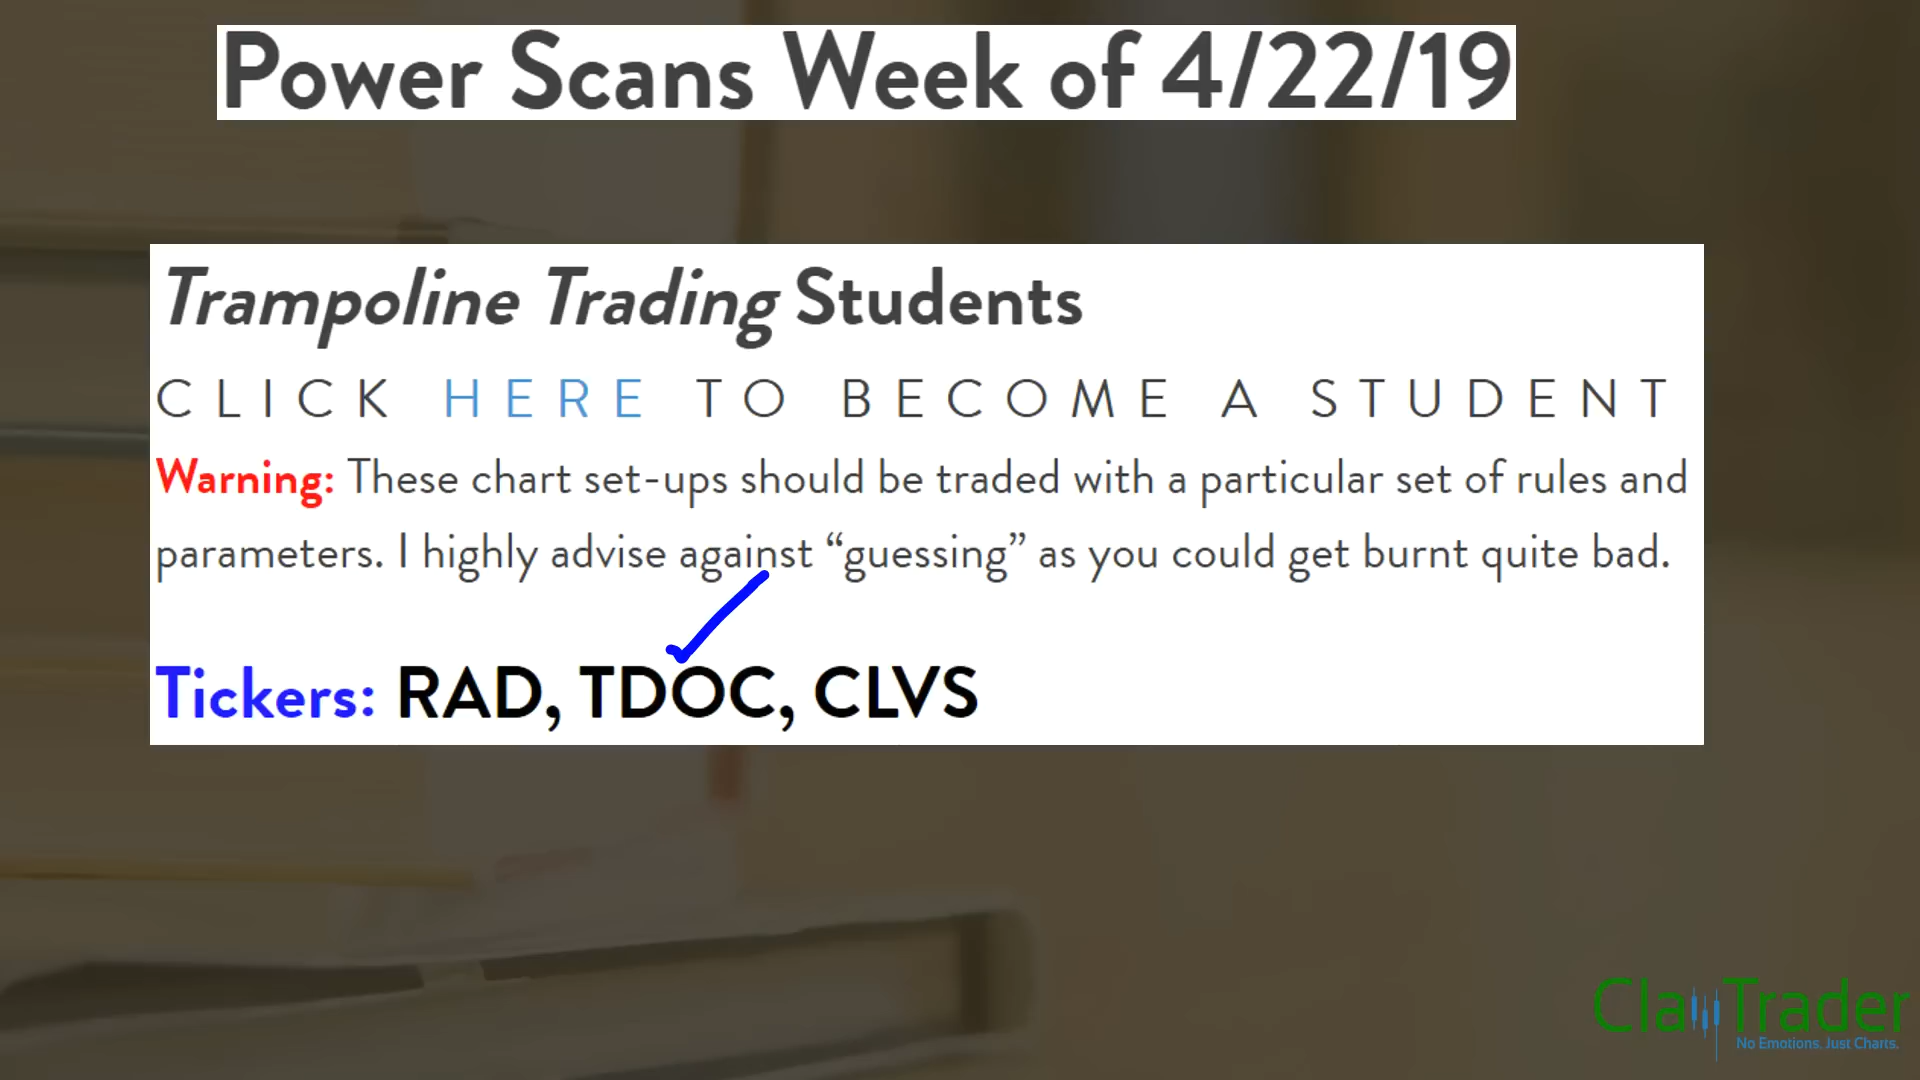 Power Scans Week of 4/22/19
Trampoline Trading Students
CLICK HERE TO BECOME A STUDENT
Warning: These chart set-ups should be traded with a particular set of rules and
parameters. I highly advise against “guessing” as you could get burnt quite bad.
Tickers: RAD, TDOC, CLVS
ClayTrader
No Emotions. Just Charts.